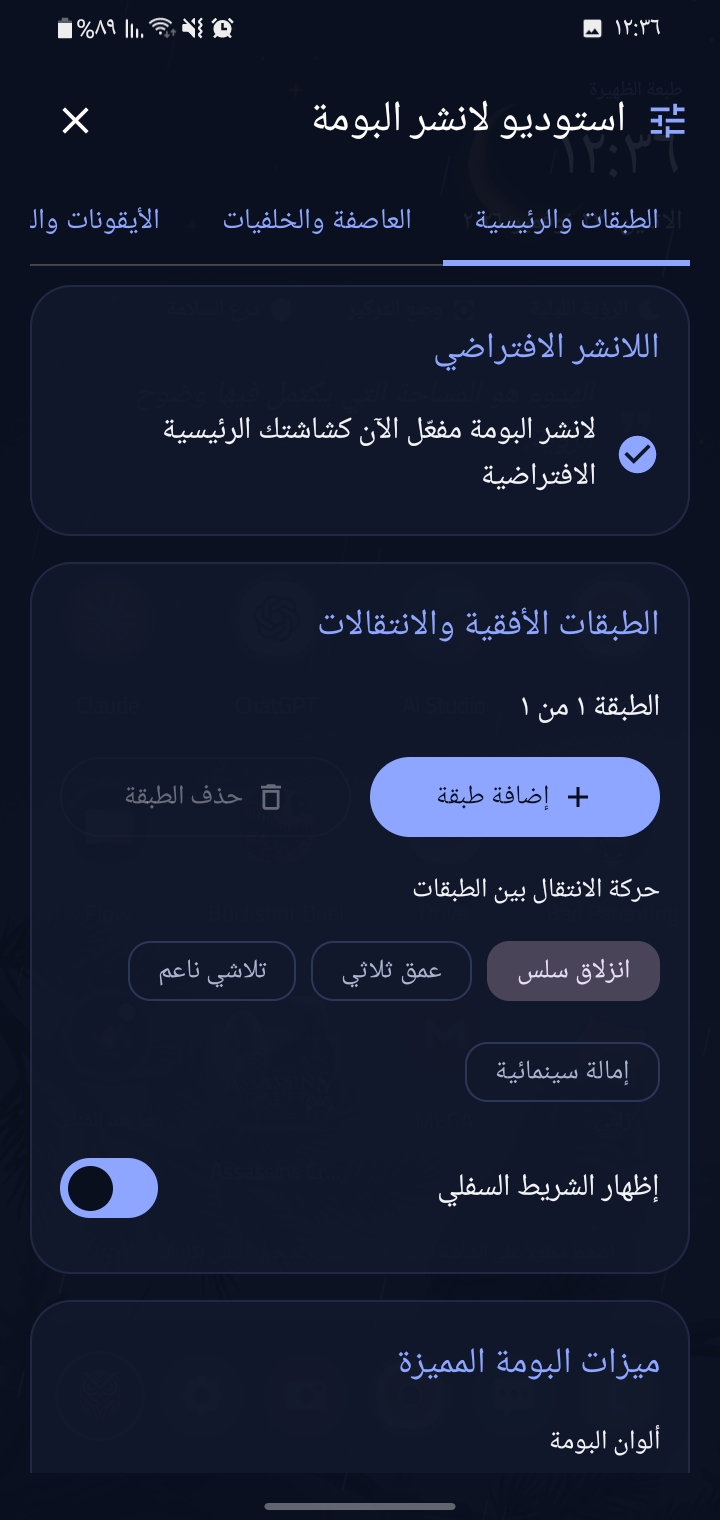 ١٢:٣٦
%٨٩
استوديو لانشر البومة
الطبقات والرئيسية
العاصفة والخلفيات
الأيقونات وال
اللانشر الافتراضي
لانشر البومة مفعّل الآن كشاشتك الرئيسية
الافتراضية
الطبقات الأفقية والانتقالات
الطبقة ١ من ١
إضافة طبقة
حذف الطبقة
حركة الانتقال بين الطبقات
انزلاق سلس
عمق ثلاثي
تلاشي ناعم
إمالة سينمائية
إظهار الشريط السفلي
ميزات البومة المميزة
ألوان البومة